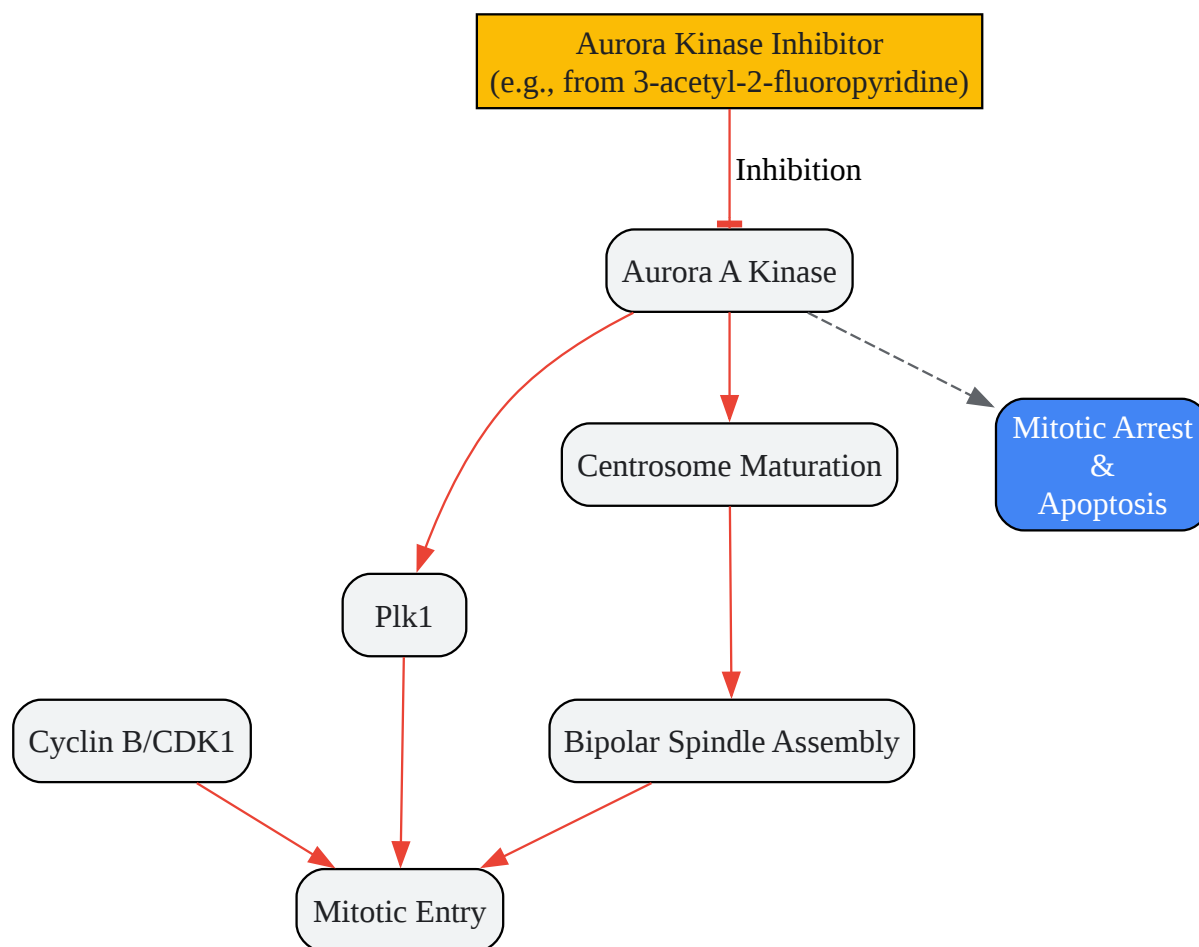 Aurora Kinase Inhibitor
(e.g., from 3-acetyl-2-fluoropyridine)
Inhibition
Aurora A Kinase
Mitotic Arrest
&
Apoptosis
Centrosome Maturation
Plk1
Cyclin B/CDK1
Bipolar Spindle Assembly
Mitotic Entry